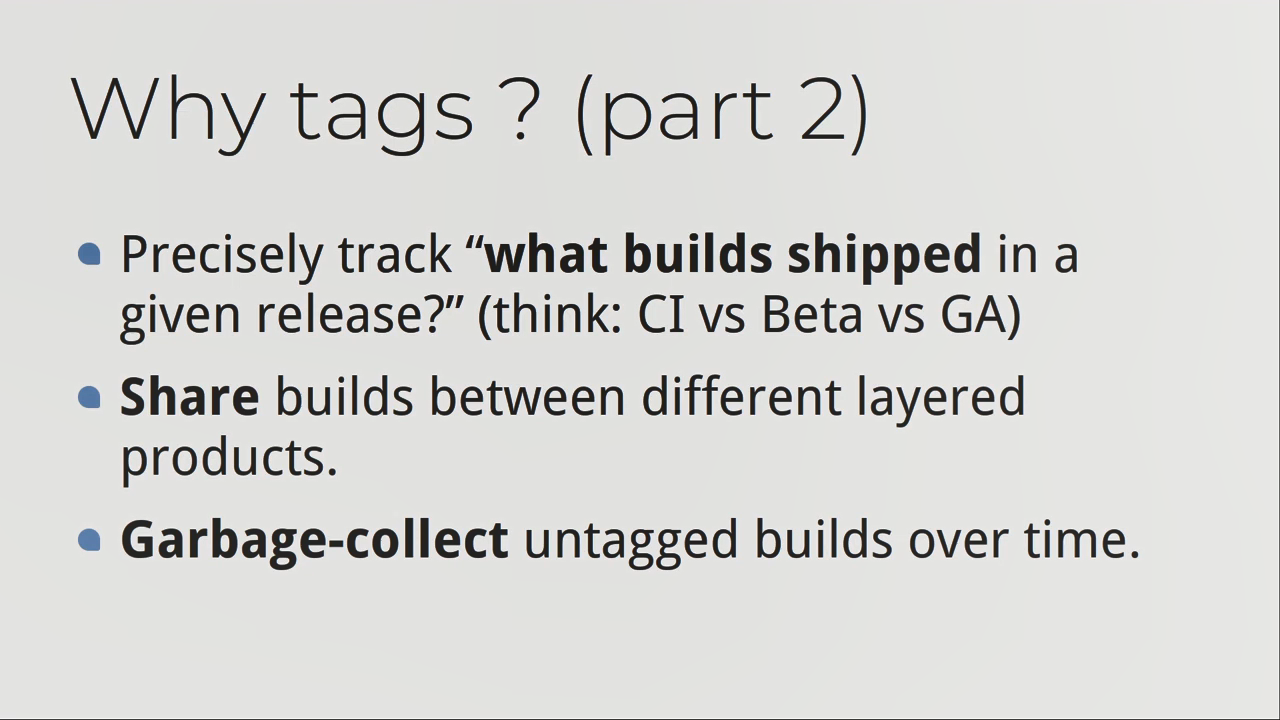 Why tags ? (part 2)
Precisely track “what builds shipped in a
given release?” (think: CI vs Beta vs GA)
Share builds between different layered
products.
Garbage-collect untagged builds over time.